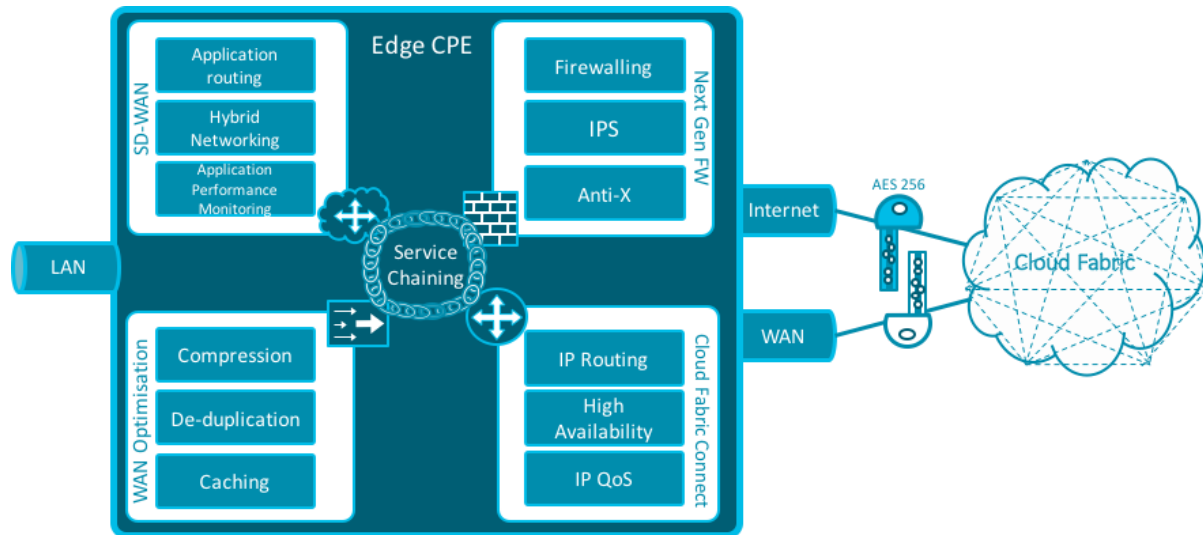 Edge CPE
SD-WAN
Application
routing
Hybrid
Networking
Application
Performance
Monitoring
Next Gen FW
Firewalling
IPS
Anti-X
LAN
Service
Chaining
WAN Optimisation
Compression
De-duplication
Caching
Cloud Fabric Connect
IP Routing
High
Availability
IP QoS
Internet
WAN
AES 256
Cloud Fabric